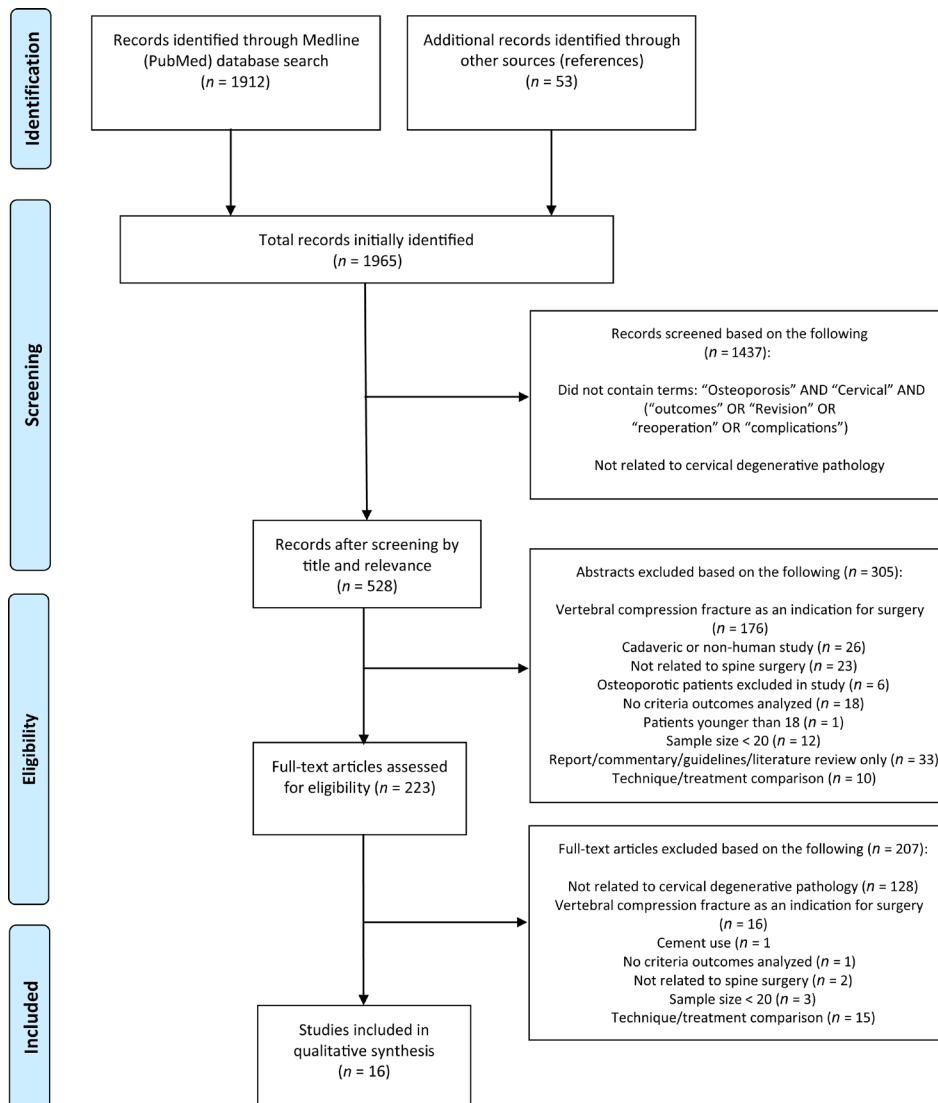 Identification
Records identified through Medline
(PubMed) database search
(n = 1912)
Additional records identified through
other sources (references)
(n = 53)
Screening
Total records initially identified
(n = 1965)
Records screened based on the following
(n = 1437):
Did not contain terms: “Osteoporosis” AND “Cervical” AND
(“outcomes” OR “Revision” OR
“reoperation” OR “complications”)
Not related to cervical degenerative pathology
Records after screening by
title and relevance
(n = 528)
Eligibility
Abstracts excluded based on the following (n = 305):
Vertebral compression fracture as an indication for surgery
(n = 176)
Cadaveric or non-human study (n = 26)
Not related to spine surgery (n = 23)
Osteoporotic patients excluded in study (n = 6)
No criteria outcomes analyzed (n = 18)
Patients younger than 18 (n = 1)
Sample size < 20 (n = 12)
Report/commentary/guidelines/literature review only (n = 33)
Technique/treatment comparison (n = 10)
Full-text articles assessed
for eligibility (n = 223)
Full-text articles excluded based on the following (n = 207):
Not related to cervical degenerative pathology (n = 128)
Vertebral compression fracture as an indication for surgery
(n = 16)
Cement use (n = 1
No criteria outcomes analyzed (n = 1)
Not related to spine surgery (n = 2)
Sample size < 20 (n = 3)
Technique/treatment comparison (n = 15)
Included
Studies included in
qualitative synthesis
(n = 16)